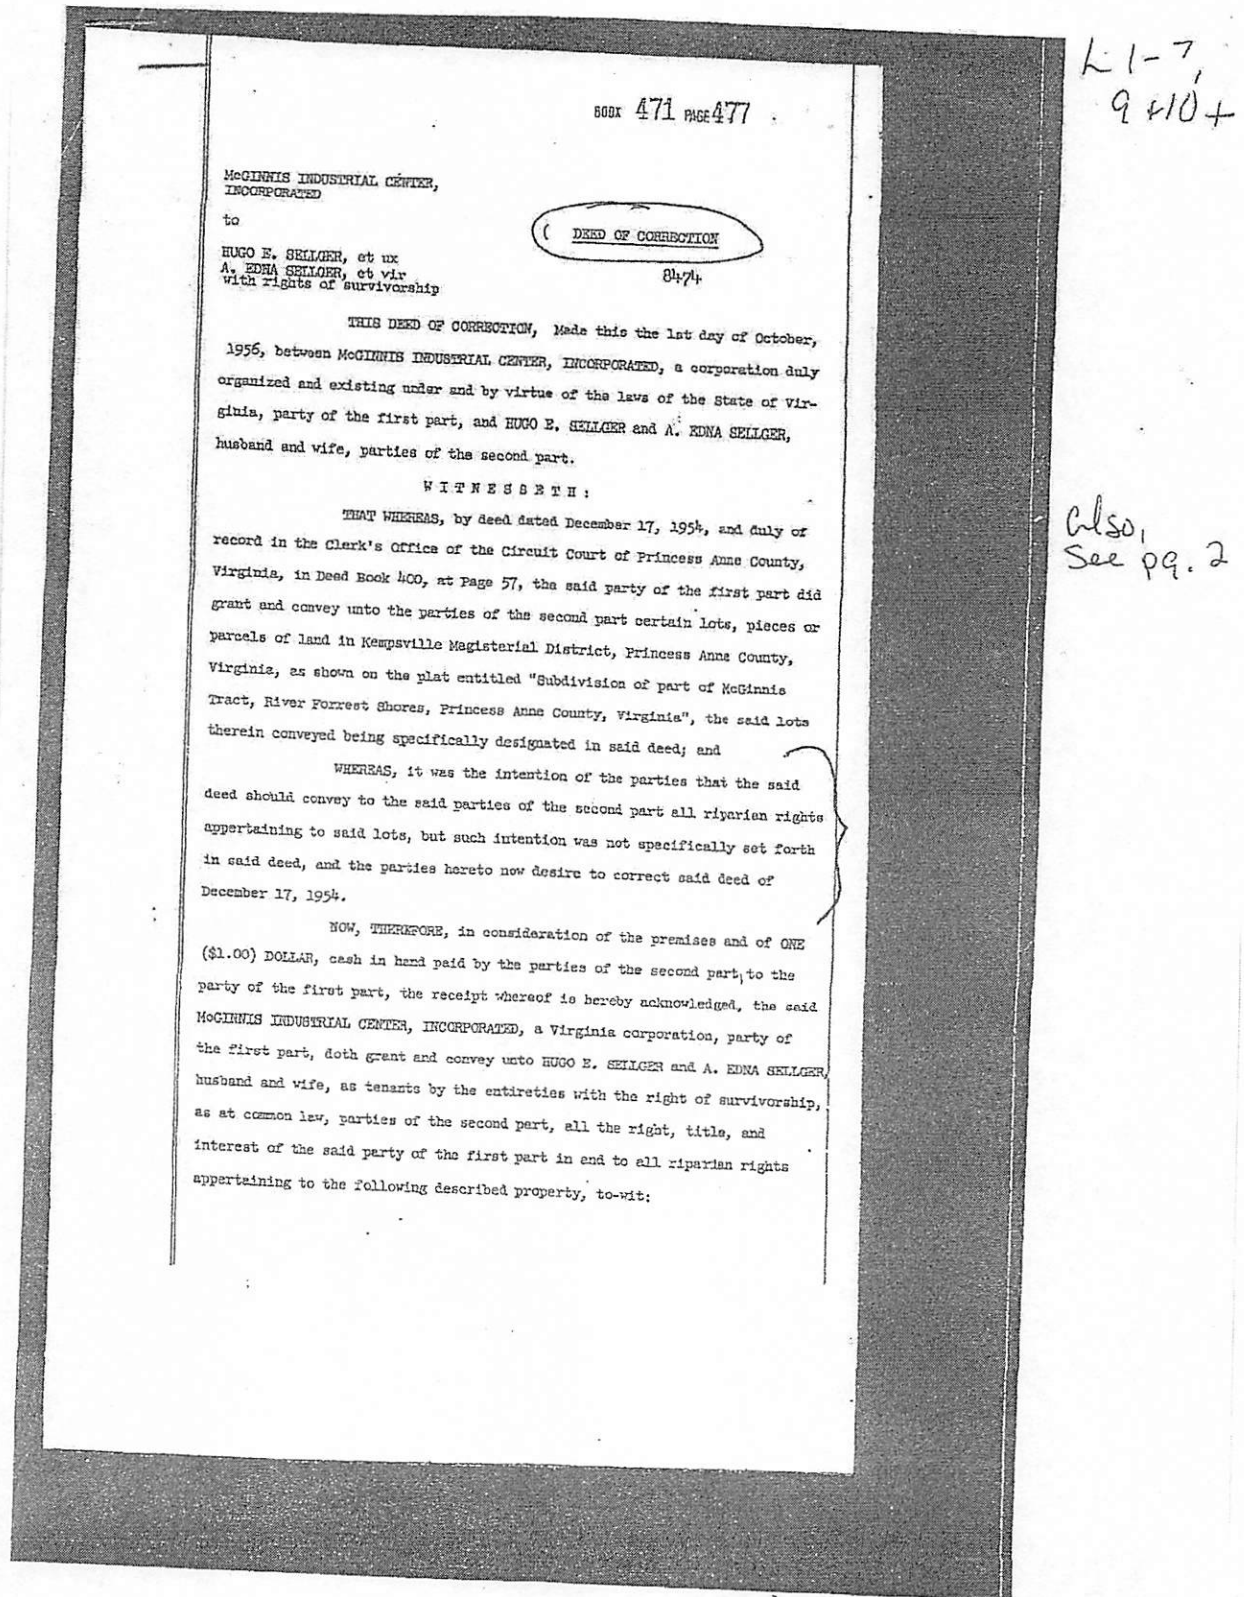 BOOK 471 PAGE 477
L 1-7,
9 +10 +
McGINNIS INDUSTRIAL CENTER,
INCORPORATED
to
( DEED OF CORRECTION
HUGO E. SELLGER, et ux
A. EDNA SELLGER, et vir
with rights of survivorship
8474
THIS DEED OF CORRECTION, Made this the 1st day of October,
1956, between McGINNIS INDUSTRIAL CENTER, INCORPORATED, a corporation duly
organized and existing under and by virtue of the laws of the State of Vir-
ginia, party of the first part, and HUGO E. SELLGER and A. EDNA SELLGER,
husband and wife, parties of the second part.
W I T N E S S E T H :
THAT WHEREAS, by deed dated December 17, 1954, and duly of
record in the Clerk's Office of the Circuit Court of Princess Anne County,
Virginia, in Deed Book 400, at Page 57, the said party of the first part did
grant and convey unto the parties of the second part certain lots, pieces or
parcels of land in Kempsville Magisterial District, Princess Anne County,
Virginia, as shown on the plat entitled "Subdivision of part of McGinnis
Tract, River Forrest Shores, Princess Anne County, Virginia", the said lots
therein conveyed being specifically designated in said deed; and
Also,
See pg. 2
WHEREAS, it was the intention of the parties that the said
deed should convey to the said parties of the second part all riparian rights
appertaining to said lots, but such intention was not specifically set forth
in said deed, and the parties hereto now desire to correct said deed of
December 17, 1954.
NOW, THEREFORE, in consideration of the premises and of ONE
($1.00) DOLLAR, cash in hand paid by the parties of the second part, to the
party of the first part, the receipt whereof is hereby acknowledged, the said
McGINNIS INDUSTRIAL CENTER, INCORPORATED, a Virginia corporation, party of
the first part, doth grant and convey unto HUGO E. SELLGER and A. EDNA SELLGER,
husband and wife, as tenants by the entireties with the right of survivorship,
as at common law, parties of the second part, all the right, title, and
interest of the said party of the first part in and to all riparian rights
appertaining to the following described property, to-wit: